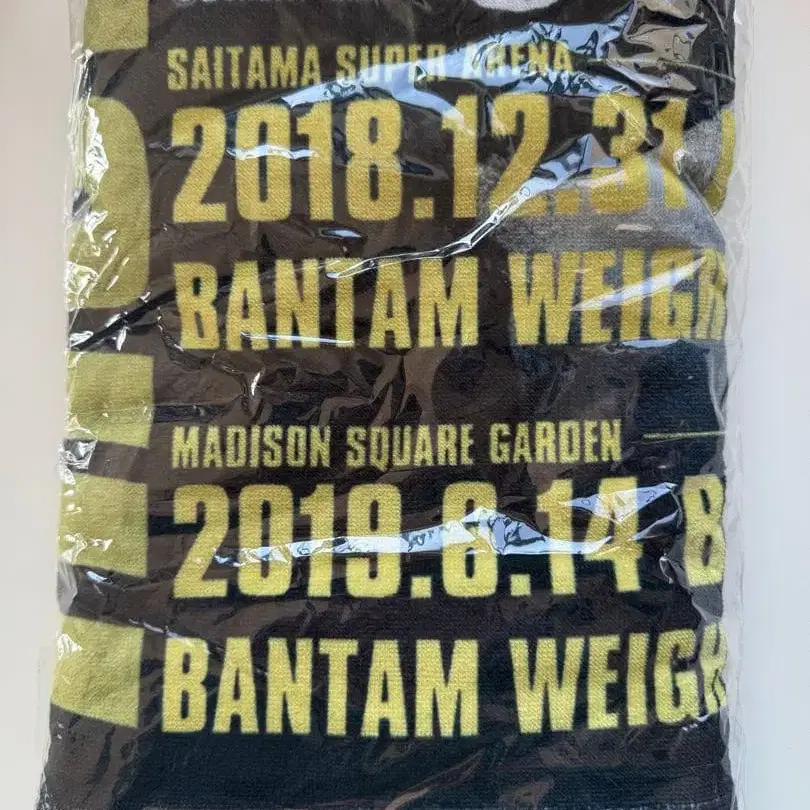 SAITAMA SUPER ARENA
2018.12.31
BANTAM WEIGH
MADISON SQUARE GARDEN
2019.6.14 B
BANTAM WEIGH